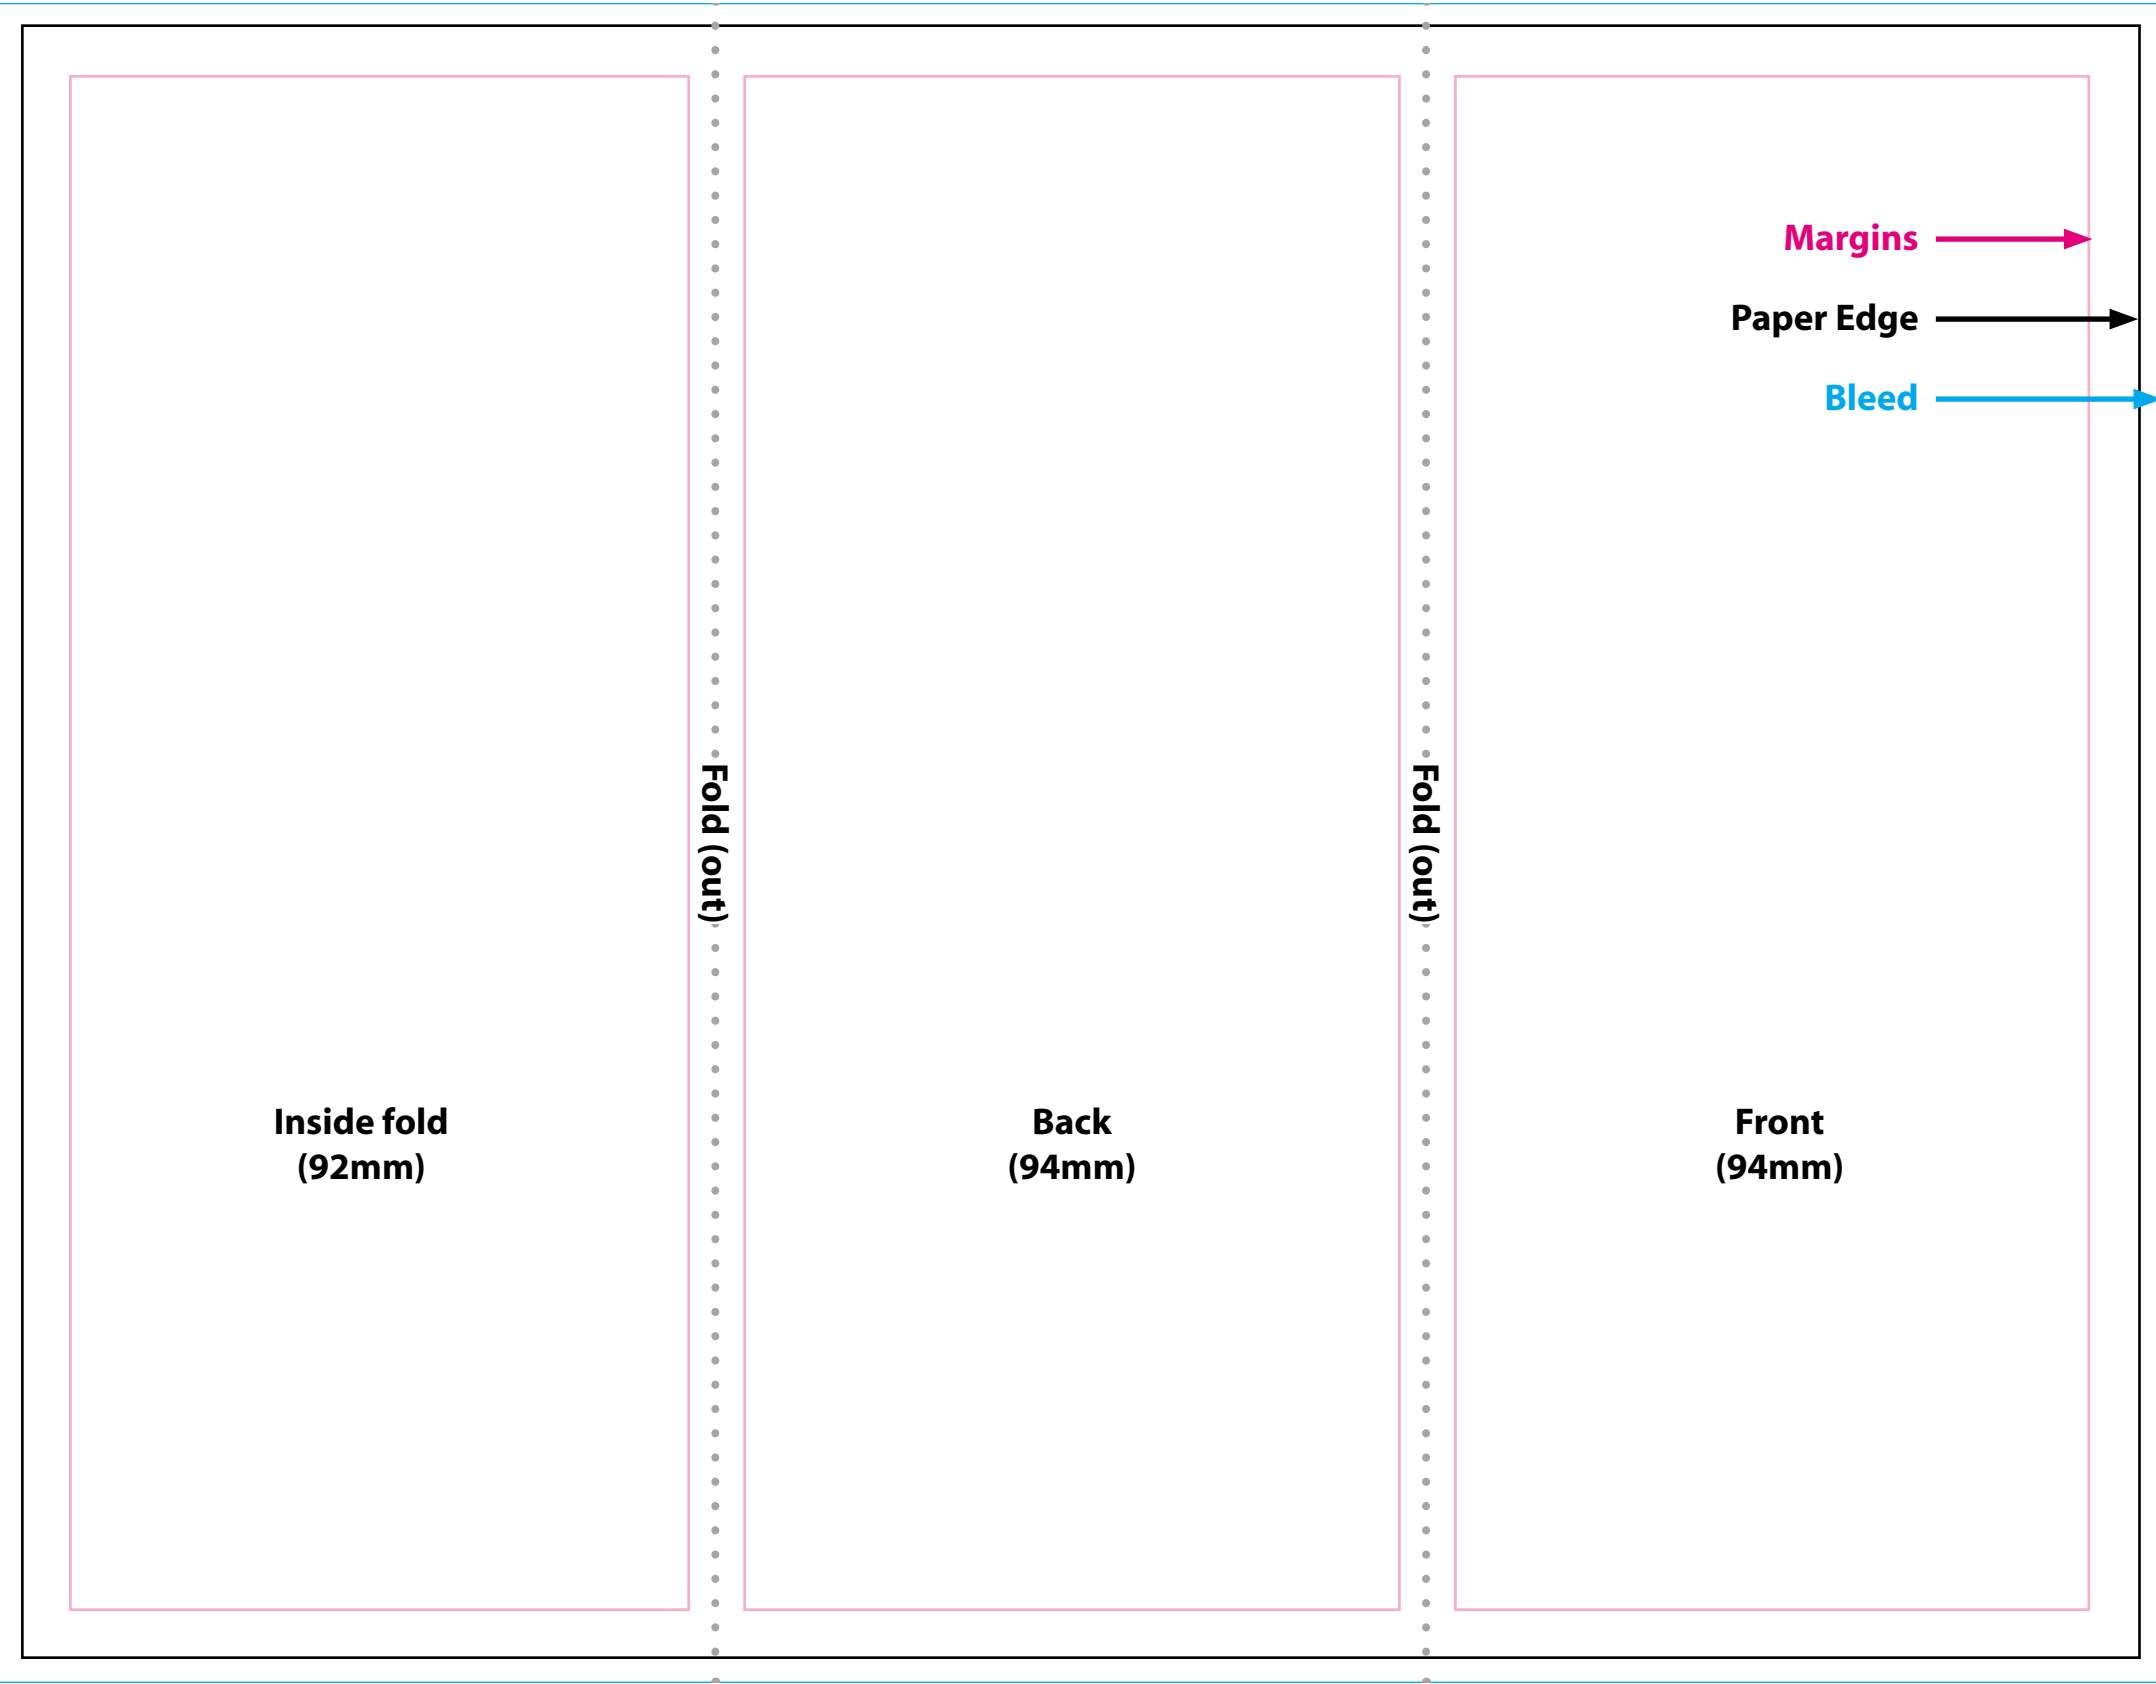 Margins
Paper Edge
Bleed
Fold (out)
Fold (out)
Inside fold
(92mm)
Back
(94mm)
Front
(94mm)